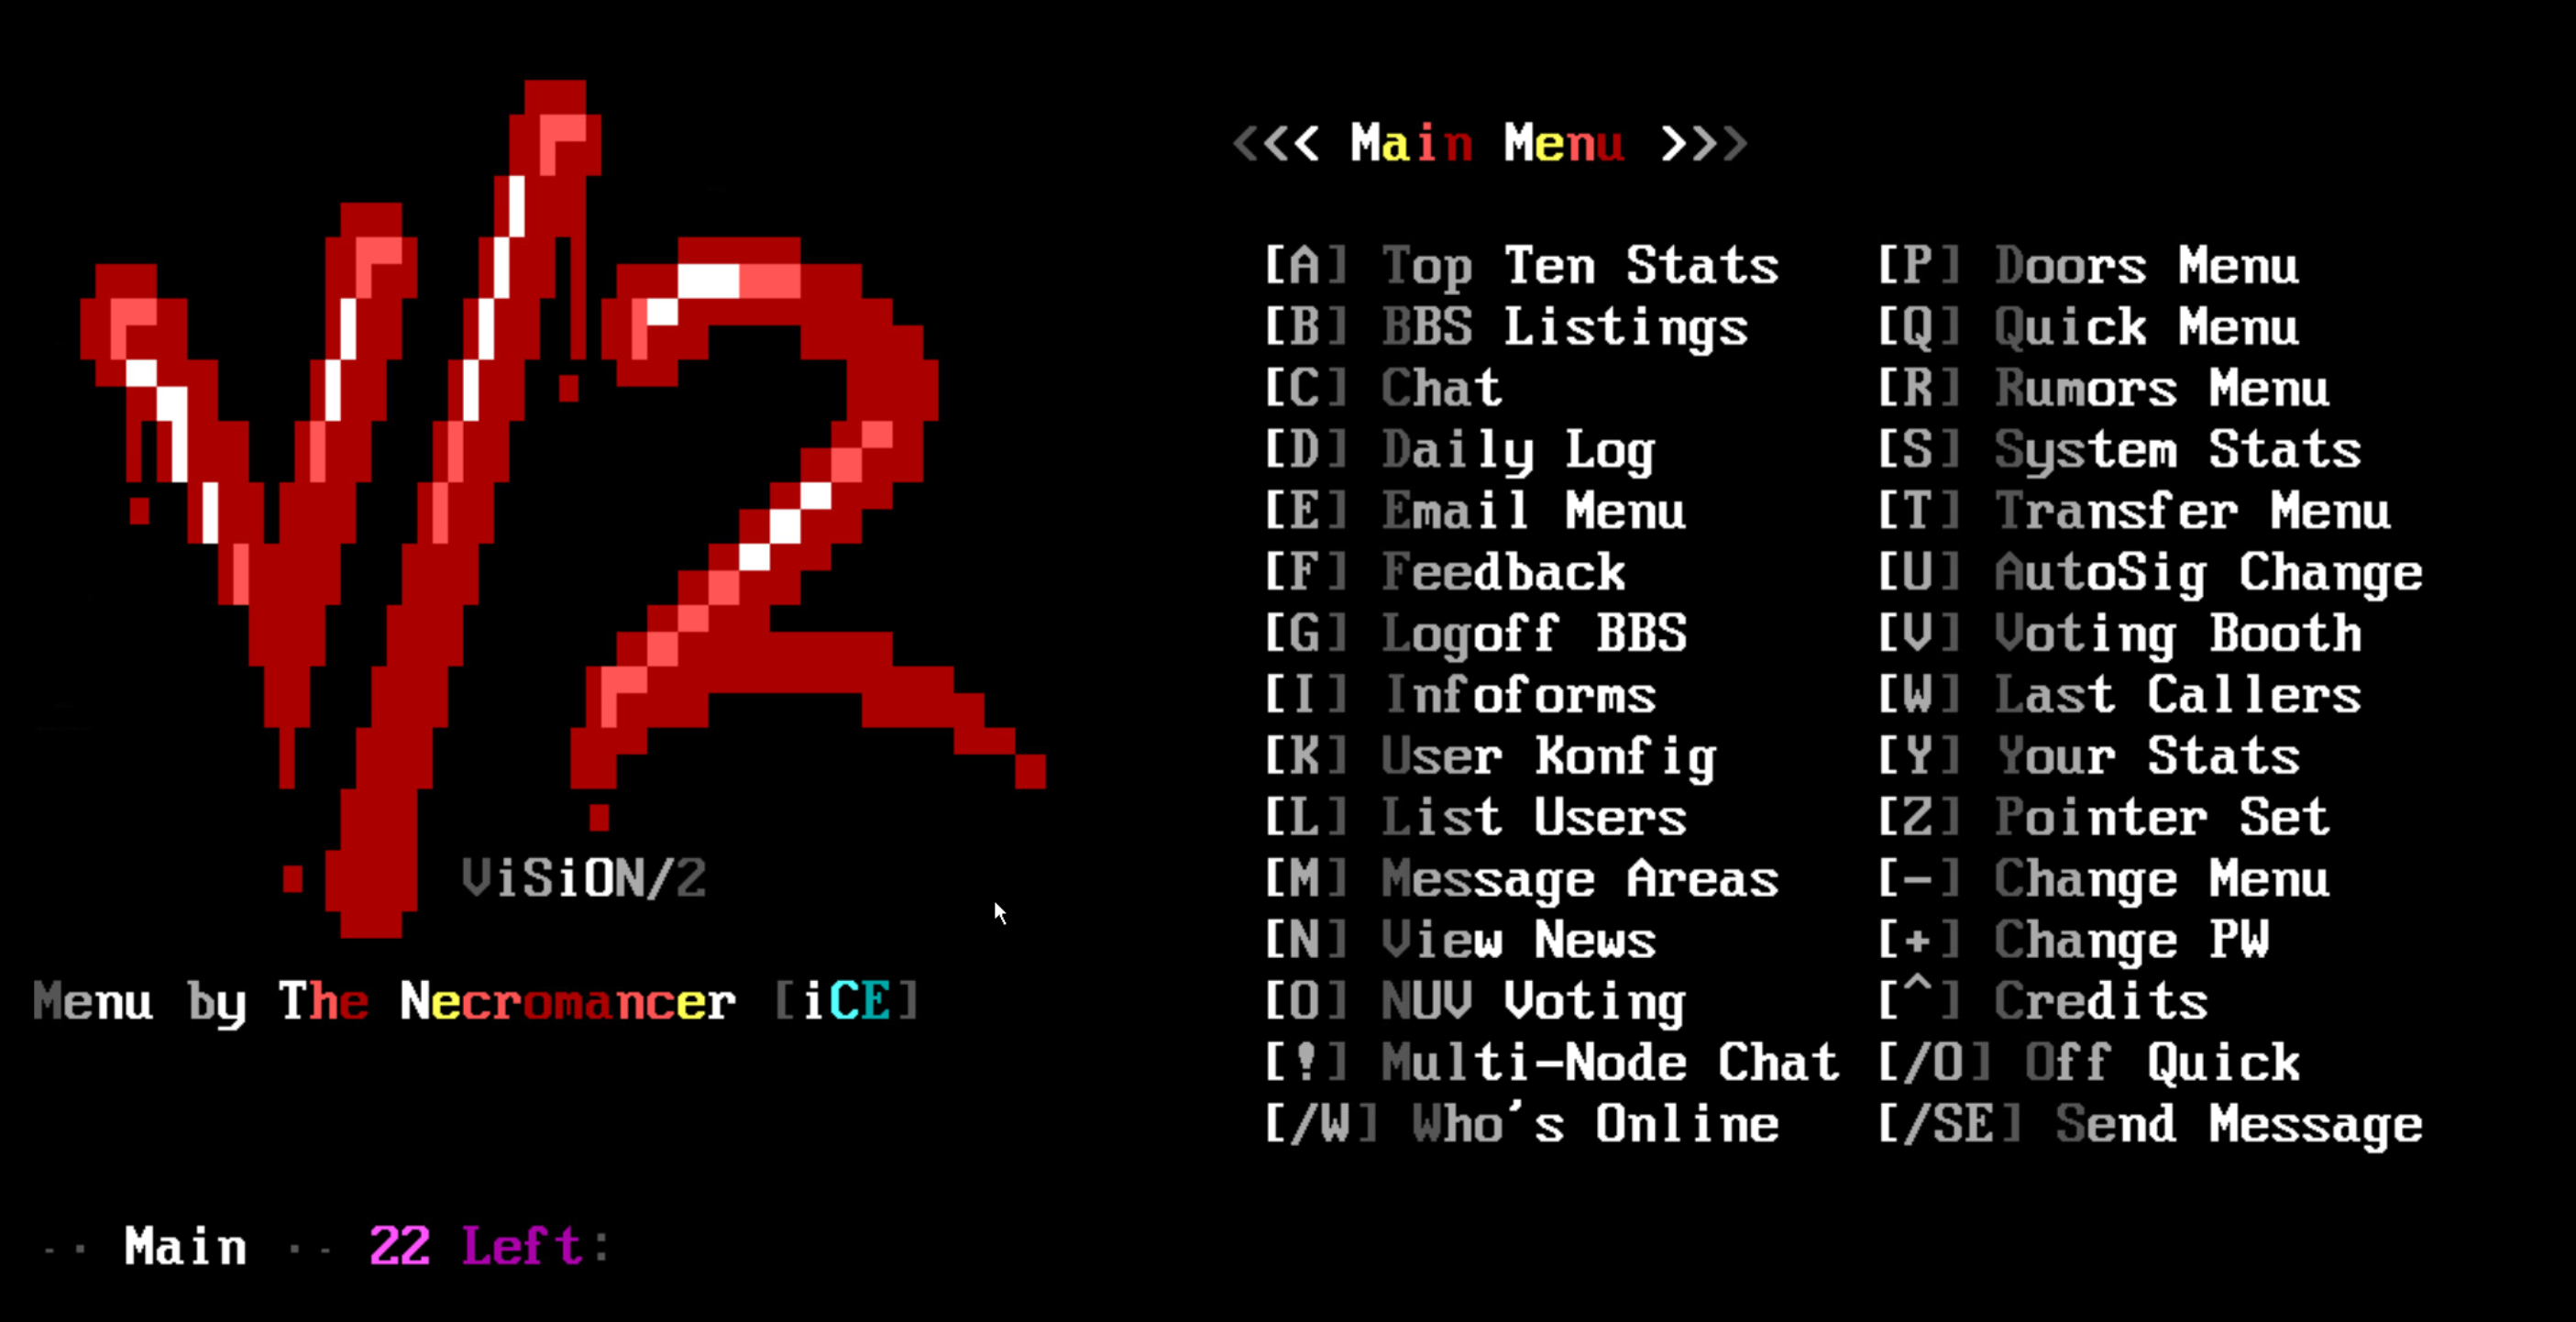 V/2
<<< Main Menu >>>
[A] Top Ten Stats [P] Doors Menu
[B] BBS Listings [Q] Quick Menu
[C] Chat [R] Rumors Menu
[D] Daily Log [S] System Stats
[E] Email Menu [T] Transfer Menu
[F] Feedback [U] AutoSig Change
[G] Logoff BBS [V] Voting Booth
[I] Infoforms [W] Last Callers
[K] User Konfig [Y] Your Stats
[L] List Users [Z] Pointer Set
ViSiON/2 [M] Message Areas [-] Change Menu
[N] View News [+] Change PW
Menu by The Necromancer [iCE] [O] NUV Voting [^] Credits
[!] Multi-Node Chat [/O] Off Quick
[/W] Who's Online [/SE] Send Message
-· Main ·- 22 Left: